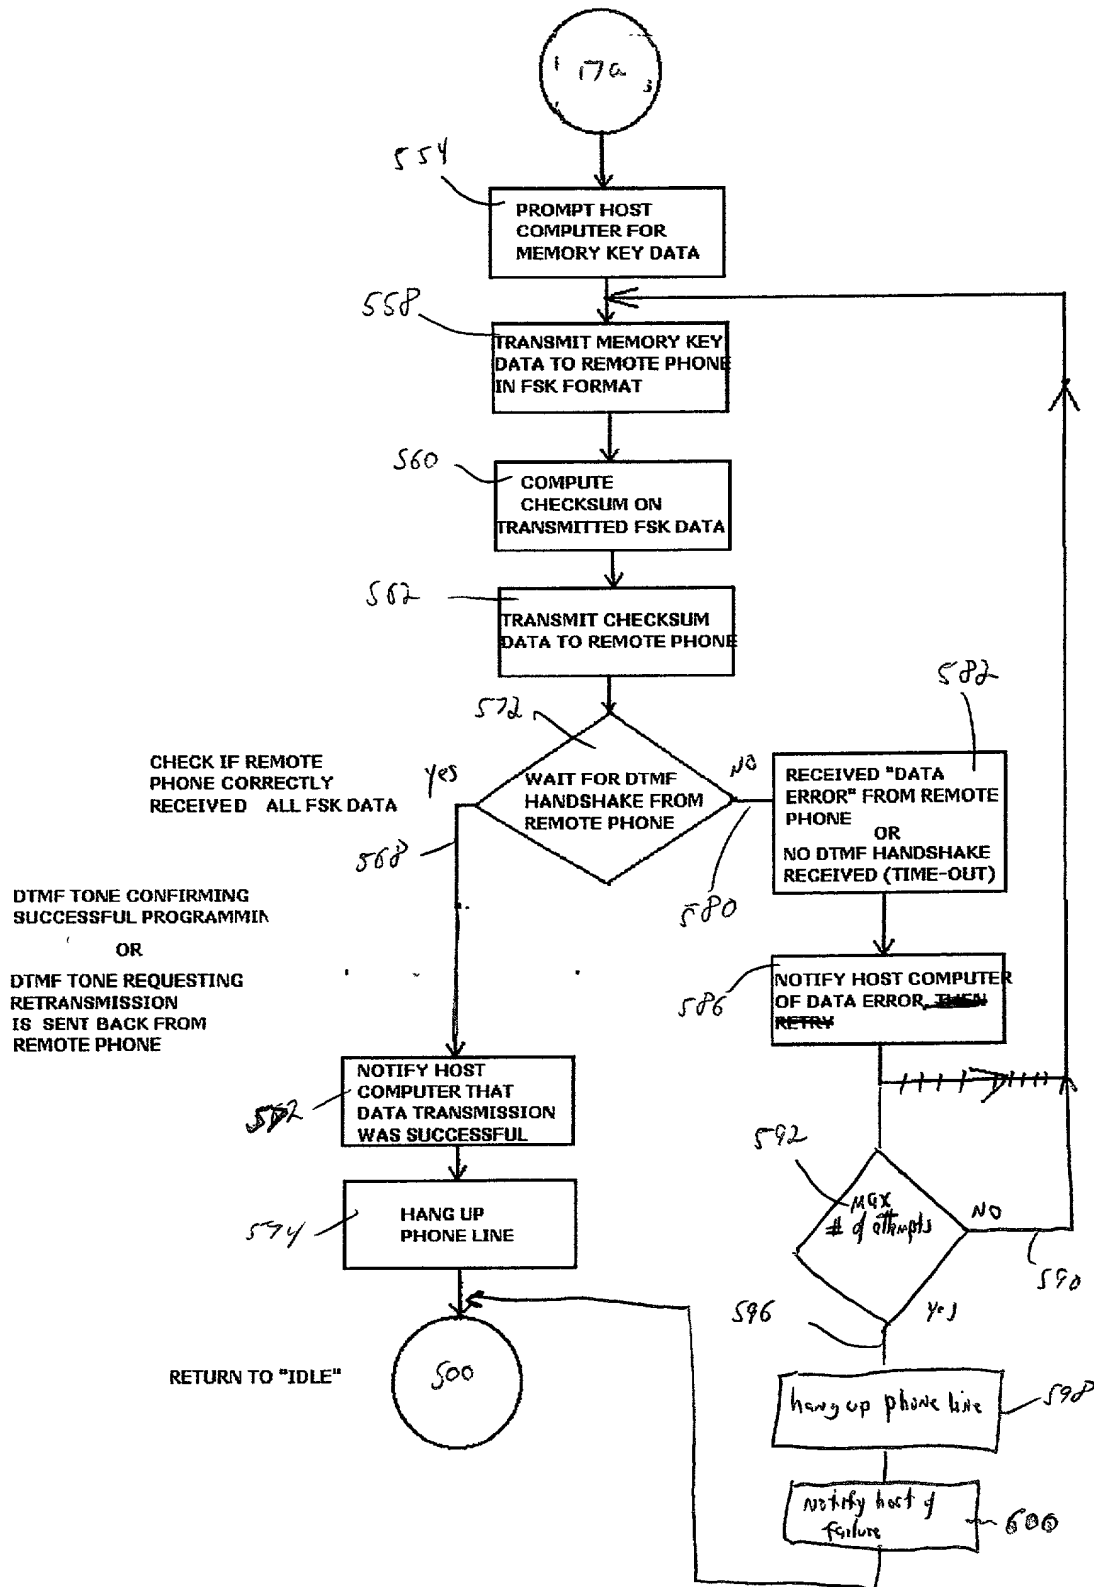 17a
554
PROMPT HOST
COMPUTER FOR
MEMORY KEY DATA
558
TRANSMIT MEMORY KEY
DATA TO REMOTE PHONE
IN FSK FORMAT
560
COMPUTE
CHECKSUM ON
TRANSMITTED FSK DATA
562
TRANSMIT CHECKSUM
DATA TO REMOTE PHONE
572
WAIT FOR DTMF
HANDSHAKE FROM
REMOTE PHONE
CHECK IF REMOTE
PHONE CORRECTLY
RECEIVED ALL FSK DATA
yes
568
NO
580
582
RECEIVED "DATA
ERROR" FROM REMOTE
PHONE
OR
NO DTMF HANDSHAKE
RECEIVED (TIME-OUT)
DTMF TONE CONFIRMING
SUCCESSFUL PROGRAMMIN
OR
DTMF TONE REQUESTING
RETRANSMISSION
IS SENT BACK FROM
REMOTE PHONE
586
NOTIFY HOST COMPUTER
OF DATA ERROR, THEN
RETRY
NOTIFY HOST
COMPUTER THAT
DATA TRANSMISSION
WAS SUCCESSFUL
592
MAX
# of attempts
NO
590
yes
596
574
HANG UP
PHONE LINE
RETURN TO "IDLE"
500
hang up phone line
598
Notify host of
failure
600